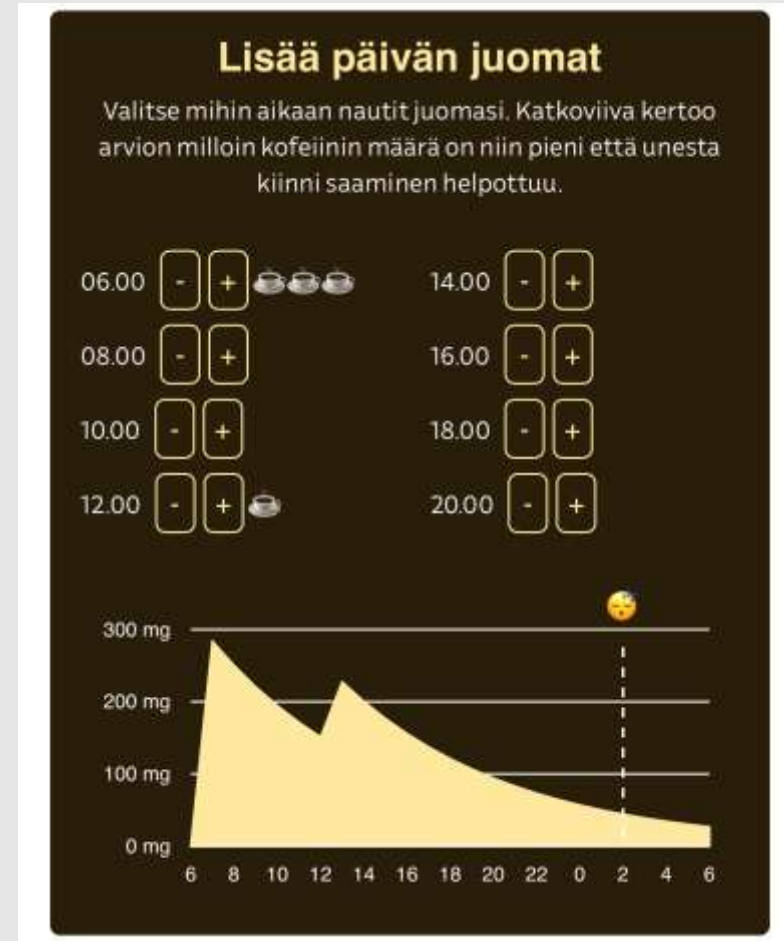 Lisää päivän juomat
Valitse mihin aikaan nautit juomasi. Katkoviiva kertoo
arvion milloin kofeiinin määrä on niin pieni että unesta
kiinni saaminen helpottuu.
06.00 - + 14.00 - +
08.00 - + 16.00 - +
10.00 - + 18.00 - +
12.00 - + 20.00 - +
300 mg
200 mg
100 mg
0 mg
6 8 10 12 14 16 18 20 22 0 2 4 6